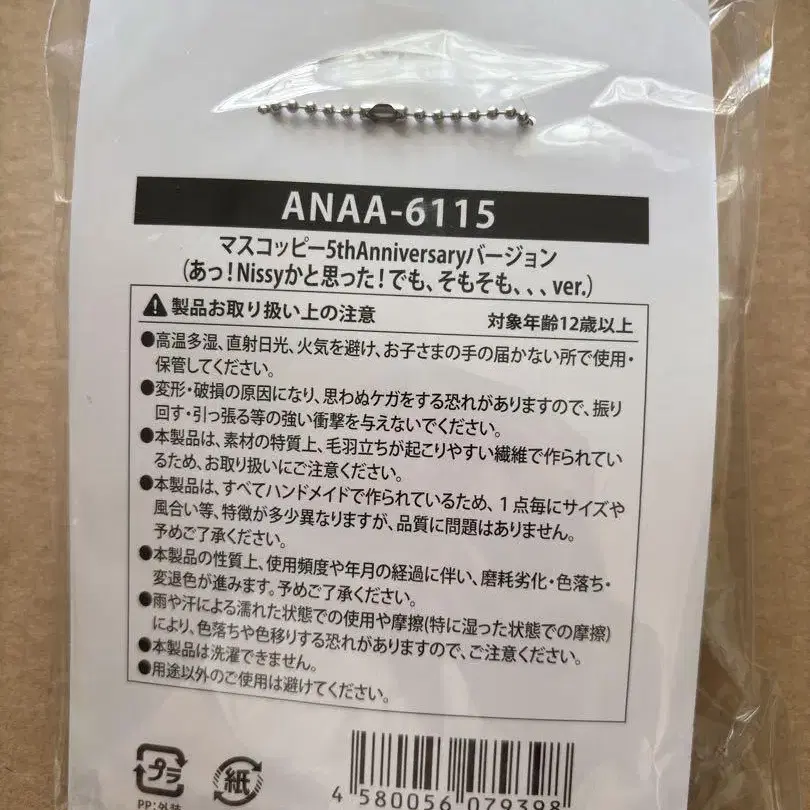 ANAA-6115
マスコッピー5thAnniversaryバージョン
(あっ!Nissyかと思った!でも、そもそも、、、ver.)
製品お取り扱い上の注意 対象年齢12歳以上
●高温多湿、直射日光、火気を避け、お子さまの手の届かない所で使用・
保管してください。
●変形・破損の原因になり、思わぬケガをする恐れがありますので、振り
回す・引っ張る等の強い衝撃を与えないでください。
●本製品は、素材の特質上、毛羽立ちが起こりやすい繊維で作られてい
るため、お取り扱いにご注意ください。
●本製品は、すべてハンドメイドで作られているため、1点毎にサイズや
風合い等、特徴が多少異なりますが、品質に問題はありません。
予めご了承ください。
●本製品の性質上、使用頻度や年月の経過に伴い、磨耗劣化・色落ち・
変退色が進みます。予めご了承ください。
●雨や汗による濡れた状態での使用や摩擦(特に湿った状態での摩擦)
により、色落ちや色移りする恐れがありますので、ご注意ください。
●本製品は洗濯できません。
●用途以外のご使用は避けてください。
プラ 紙
PP:外装
4 580056 079398